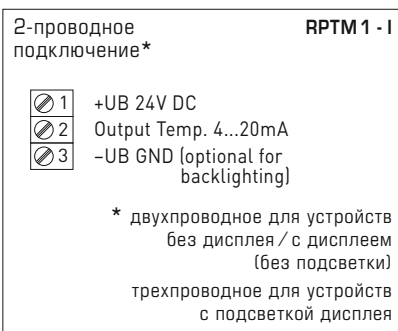 2-проводное RPTM 1 - I
подключение*
1 +UB 24V DC
2 Output Temp. 4...20mA
3 –UB GND (optional for
backlighting)
* двухпроводное для устройств
без дисплея / с дисплеем
(без подсветки)
трехпроводное для устройств
с подсветкой дисплея